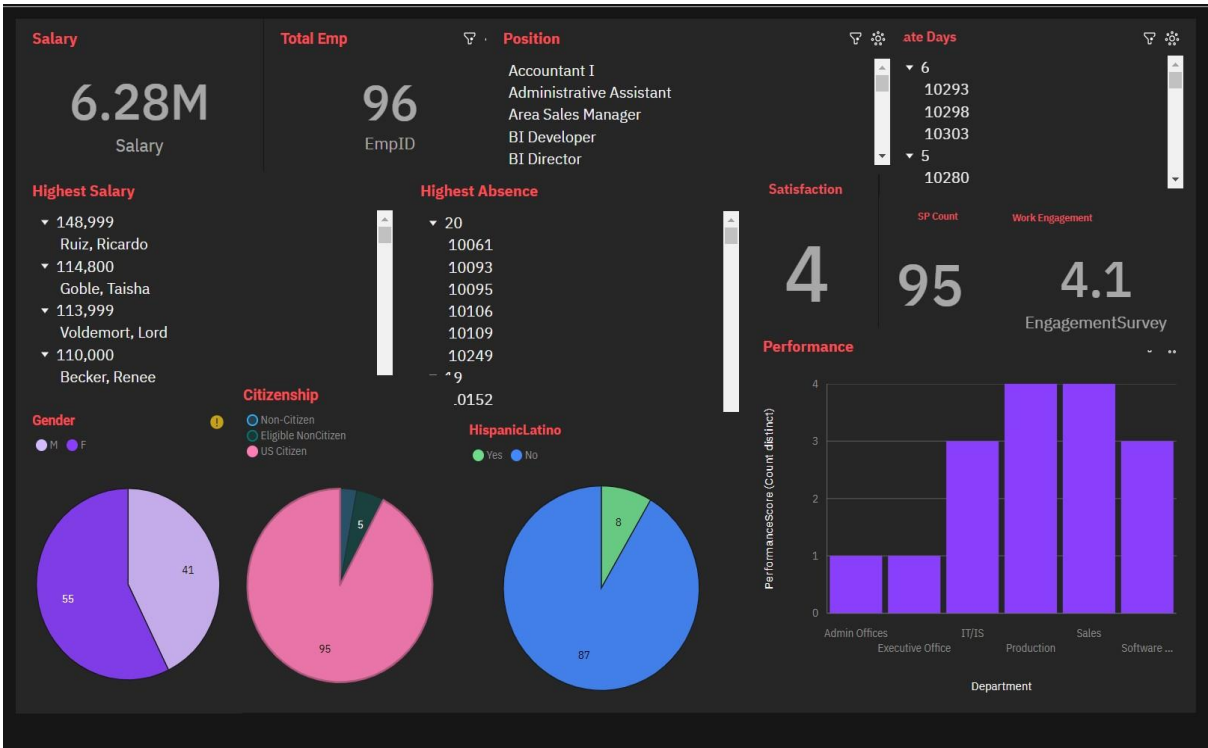 Salary
6.28M
Salary
Total Emp
96
EmpID
Position
Accountant I
Administrative Assistant
Area Sales Manager
BI Developer
BI Director
ate Days
6
10293
10298
10303
5
10280
Highest Salary
148,999
Ruiz, Ricardo
114,800
Goble, Taisha
113,999
Voldemort, Lord
110,000
Becker, Renee
Highest Absence
20
10061
10093
10095
10106
10109
10249
.0152
Satisfaction
4
SP Count
95
Work Engagement
4.1
EngagementSurvey
Gender
M F
41
55
Citizenship
Non-Citizen
Eligible NonCitizen
US Citizen
5
95
HispanicLatino
Yes No
8
87
Performance
PerformanceScore (Count distinct)
4
3
2
1
0
Admin Offices
Executive Office
IT/IS
Production
Sales
Software ...
Department